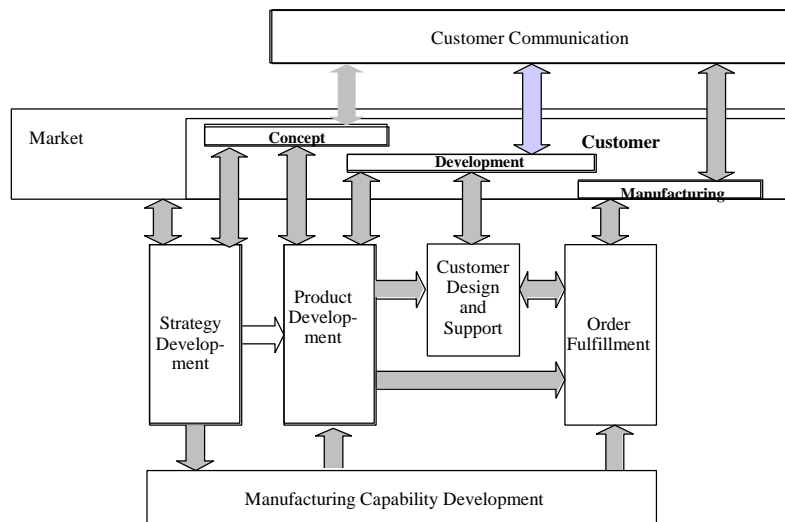 Customer Communication
Market
Concept
Customer
Development
Manufacturing
Strategy
Develop-
ment
Product
Develop-
ment
Customer
Design
and
Support
Order
Fulfillment
Manufacturing Capability Development